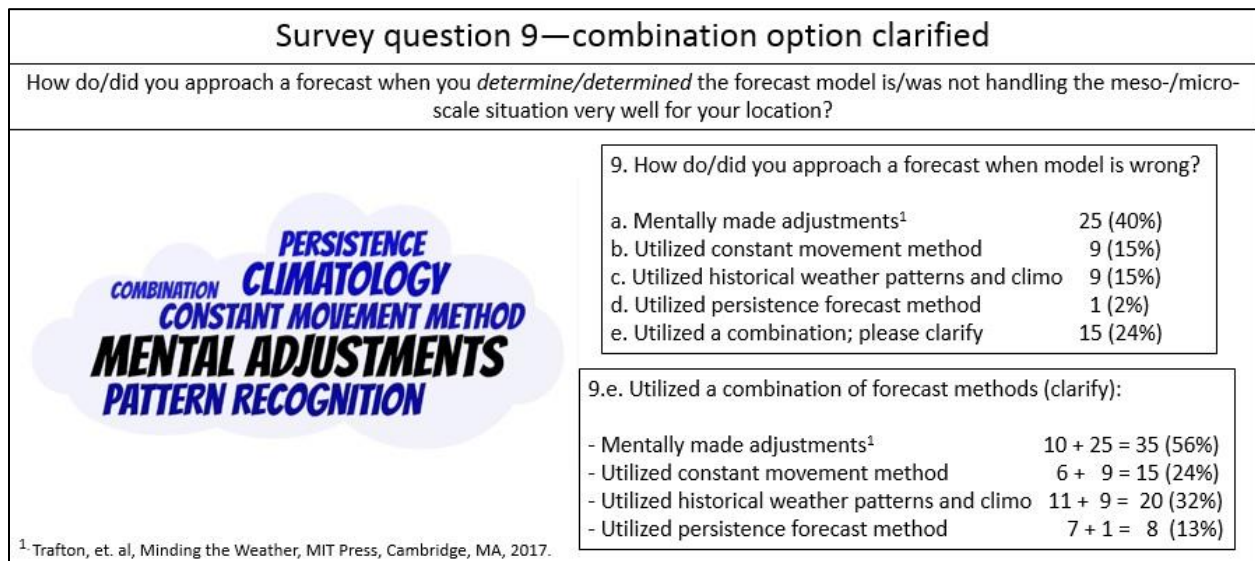 Survey question 9—combination option clarified
How do/did you approach a forecast when you determine/determined the forecast model is/was not handling the meso-/micro-
scale situation very well for your location?
PERSISTENCE
COMBINATION CLIMATOLOGY
CONSTANT MOVEMENT METHOD
MENTAL ADJUSTMENTS
PATTERN RECOGNITION
9. How do/did you approach a forecast when model is wrong?
a. Mentally made adjustments¹ 25 (40%)
b. Utilized constant movement method 9 (15%)
c. Utilized historical weather patterns and climo 9 (15%)
d. Utilized persistence forecast method 1 (2%)
e. Utilized a combination; please clarify 15 (24%)
9.e. Utilized a combination of forecast methods (clarify):
- Mentally made adjustments¹ 10 + 25 = 35 (56%)
- Utilized constant movement method 6 + 9 = 15 (24%)
- Utilized historical weather patterns and climo 11 + 9 = 20 (32%)
- Utilized persistence forecast method 7 + 1 = 8 (13%)
¹· Trafton, et. al, Minding the Weather, MIT Press, Cambridge, MA, 2017.